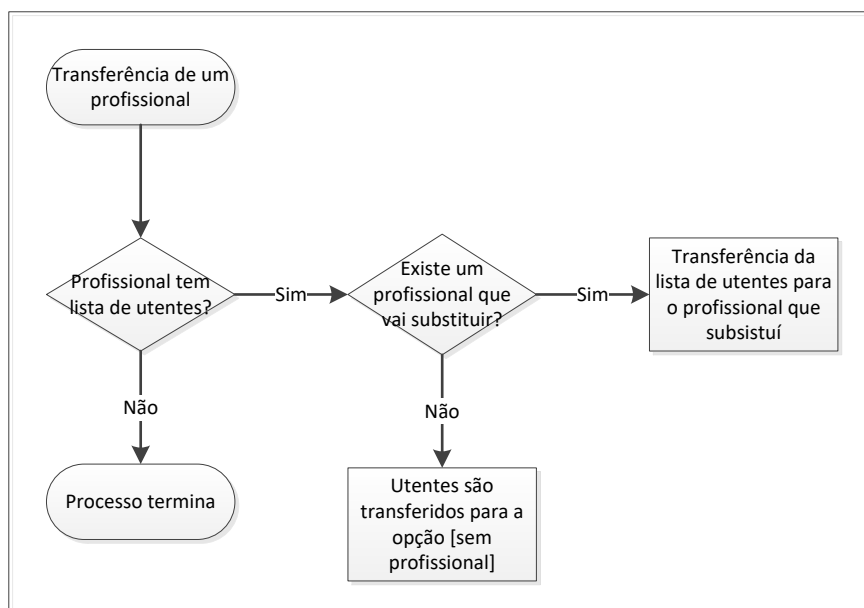 Transferência de um
profissional
Profissional tem
lista de utentes?
Sim
Existe um
profissional que
vai substituir?
Sim
Transferência da
lista de utentes para
o profissional que
subsistuí
Não
Não
Processo termina
Utentes são
transferidos para a
opção [sem
profissional]